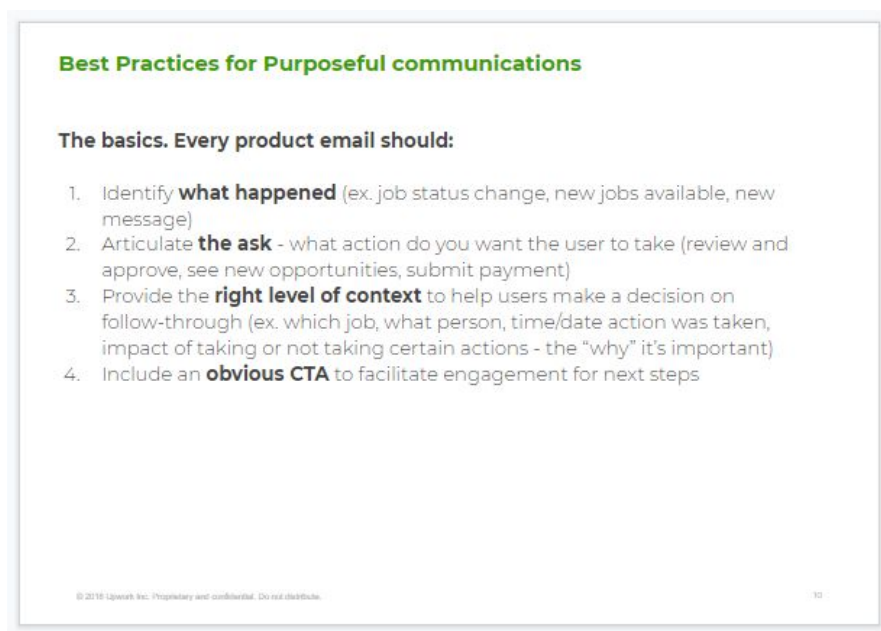 Best Practices for Purposeful communications
The basics. Every product email should:
1. Identify what happened (ex. job status change, new jobs available, new
message)
2. Articulate the ask - what action do you want the user to take (review and
approve, see new opportunities, submit payment)
3. Provide the right level of context to help users make a decision on
follow-through (ex. which job, what person, time/date action was taken,
impact of taking or not taking certain actions - the “why” it’s important)
4. Include an obvious CTA to facilitate engagement for next steps
© 2018 Upwork Inc. Proprietary and confidential. Do not distribute.
10